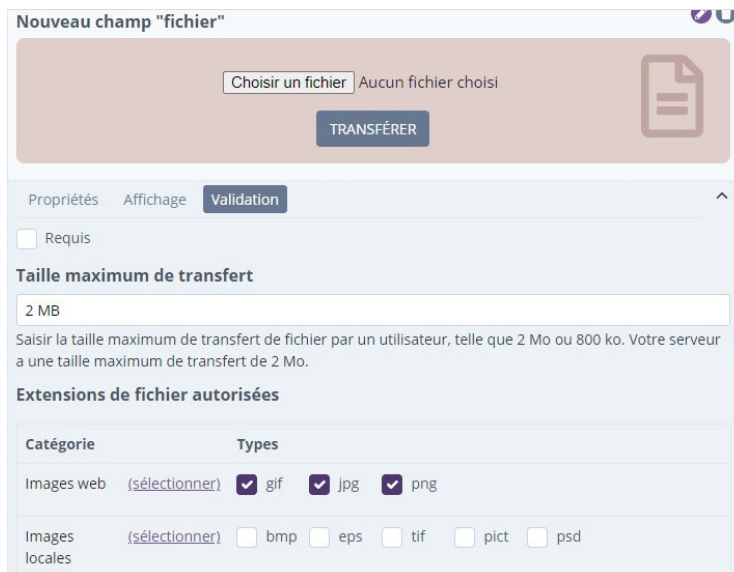 Nouveau champ "fichier"
Choisir un fichier Aucun fichier choisi
TRANSFÉRER
Propriétés Affichage Validation
Requis
Taille maximum de transfert
2 MB
Saisir la taille maximum de transfert de fichier par un utilisateur, telle que 2 Mo ou 800 ko. Votre serveur
a une taille maximum de transfert de 2 Mo.
Extensions de fichier autorisées
Catégorie Types
Images web (sélectionner) gif jpg png
Images (sélectionner) bmp eps tif pict psd
locales